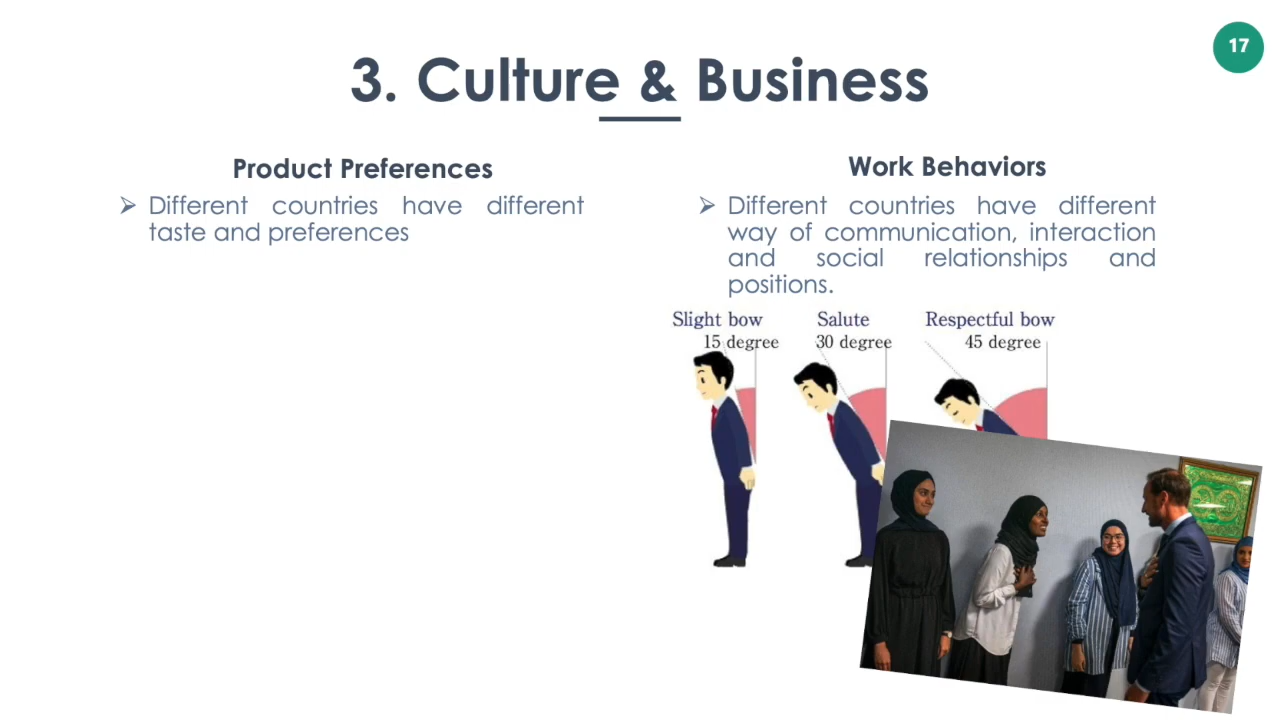 17
3. Culture & Business
Product Preferences
➢ Different countries have different
taste and preferences
Work Behaviors
➢ Different countries have different
way of communication, interaction
and social relationships and
positions.
Slight bow
15 degree
Salute
30 degree
Respectful bow
45 degree